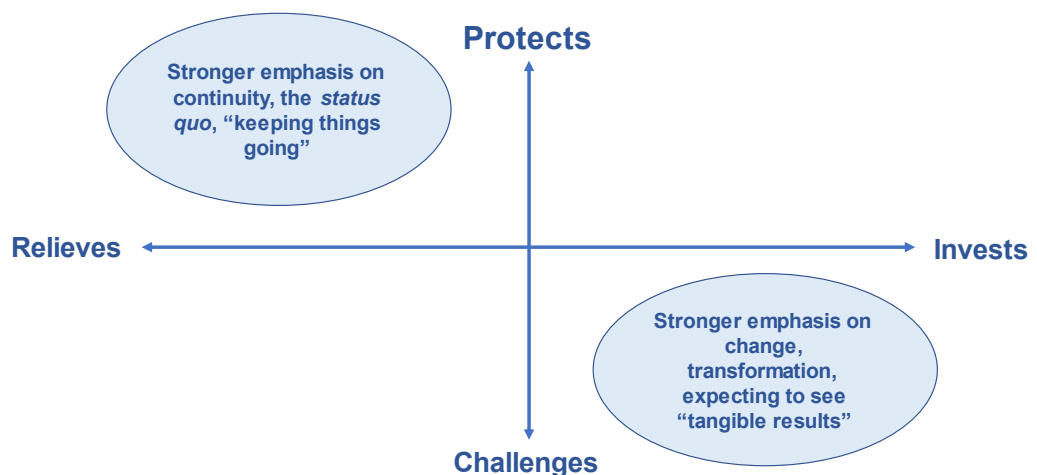 Protects
Stronger emphasis on
continuity, the status
quo, “keeping things
going”
Relieves
Invests
Stronger emphasis on
change,
transformation,
expecting to see
“tangible results”
Challenges